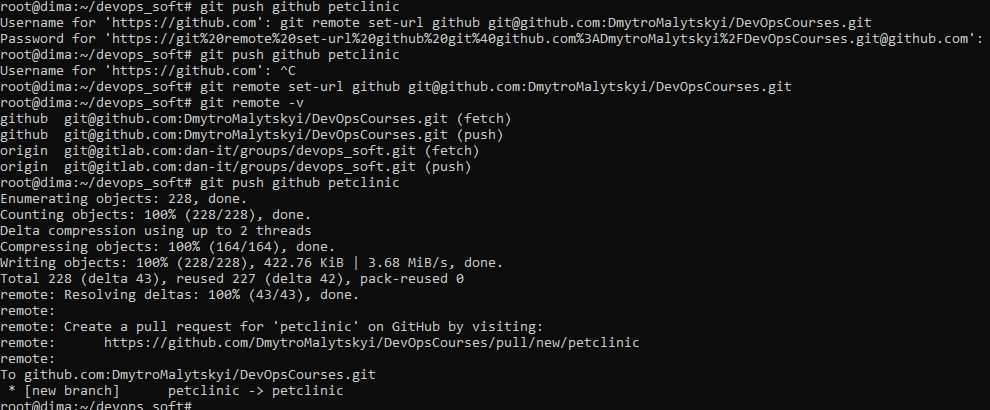 root@dima:~/devops_soft# git push github petclinic
Username for 'https://github.com': git remote set-url github git@github.com:DmytroMalytskyi/DevOpsCourses.git
Password for 'https://git%20remote%20set-url%20github%20git%40github.com%3ADmytroMalytskyi%2FDevOpsCourses.git@github.com':
root@dima:~/devops_soft# git push github petclinic
Username for 'https://github.com': ^C
root@dima:~/devops_soft# git remote set-url github git@github.com:DmytroMalytskyi/DevOpsCourses.git
root@dima:~/devops_soft# git remote -v
github  git@github.com:DmytroMalytskyi/DevOpsCourses.git (fetch)
github  git@github.com:DmytroMalytskyi/DevOpsCourses.git (push)
origin  git@gitlab.com:dan-it/groups/devops_soft.git (fetch)
origin  git@gitlab.com:dan-it/groups/devops_soft.git (push)
root@dima:~/devops_soft# git push github petclinic
Enumerating objects: 228, done.
Counting objects: 100% (228/228), done.
Delta compression using up to 2 threads
Compressing objects: 100% (164/164), done.
Writing objects: 100% (228/228), 422.76 KiB | 3.68 MiB/s, done.
Total 228 (delta 43), reused 227 (delta 42), pack-reused 0
remote: Resolving deltas: 100% (43/43), done.
remote:
remote: Create a pull request for 'petclinic' on GitHub by visiting:
remote:      https://github.com/DmytroMalytskyi/DevOpsCourses/pull/new/petclinic
remote:
To github.com:DmytroMalytskyi/DevOpsCourses.git
 * [new branch]      petclinic -> petclinic
root@dima:~/devops_soft#